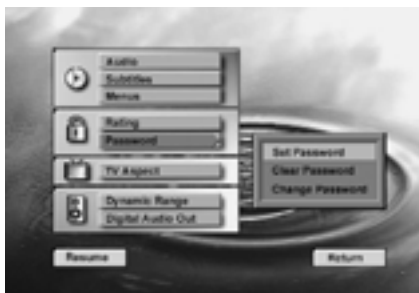 Audio
Subtitles
Menus
Rating
Password
Set Password
Clear Password
Change Password
TV Aspect
Dynamic Range
Digital Audio Out
Resume
Return